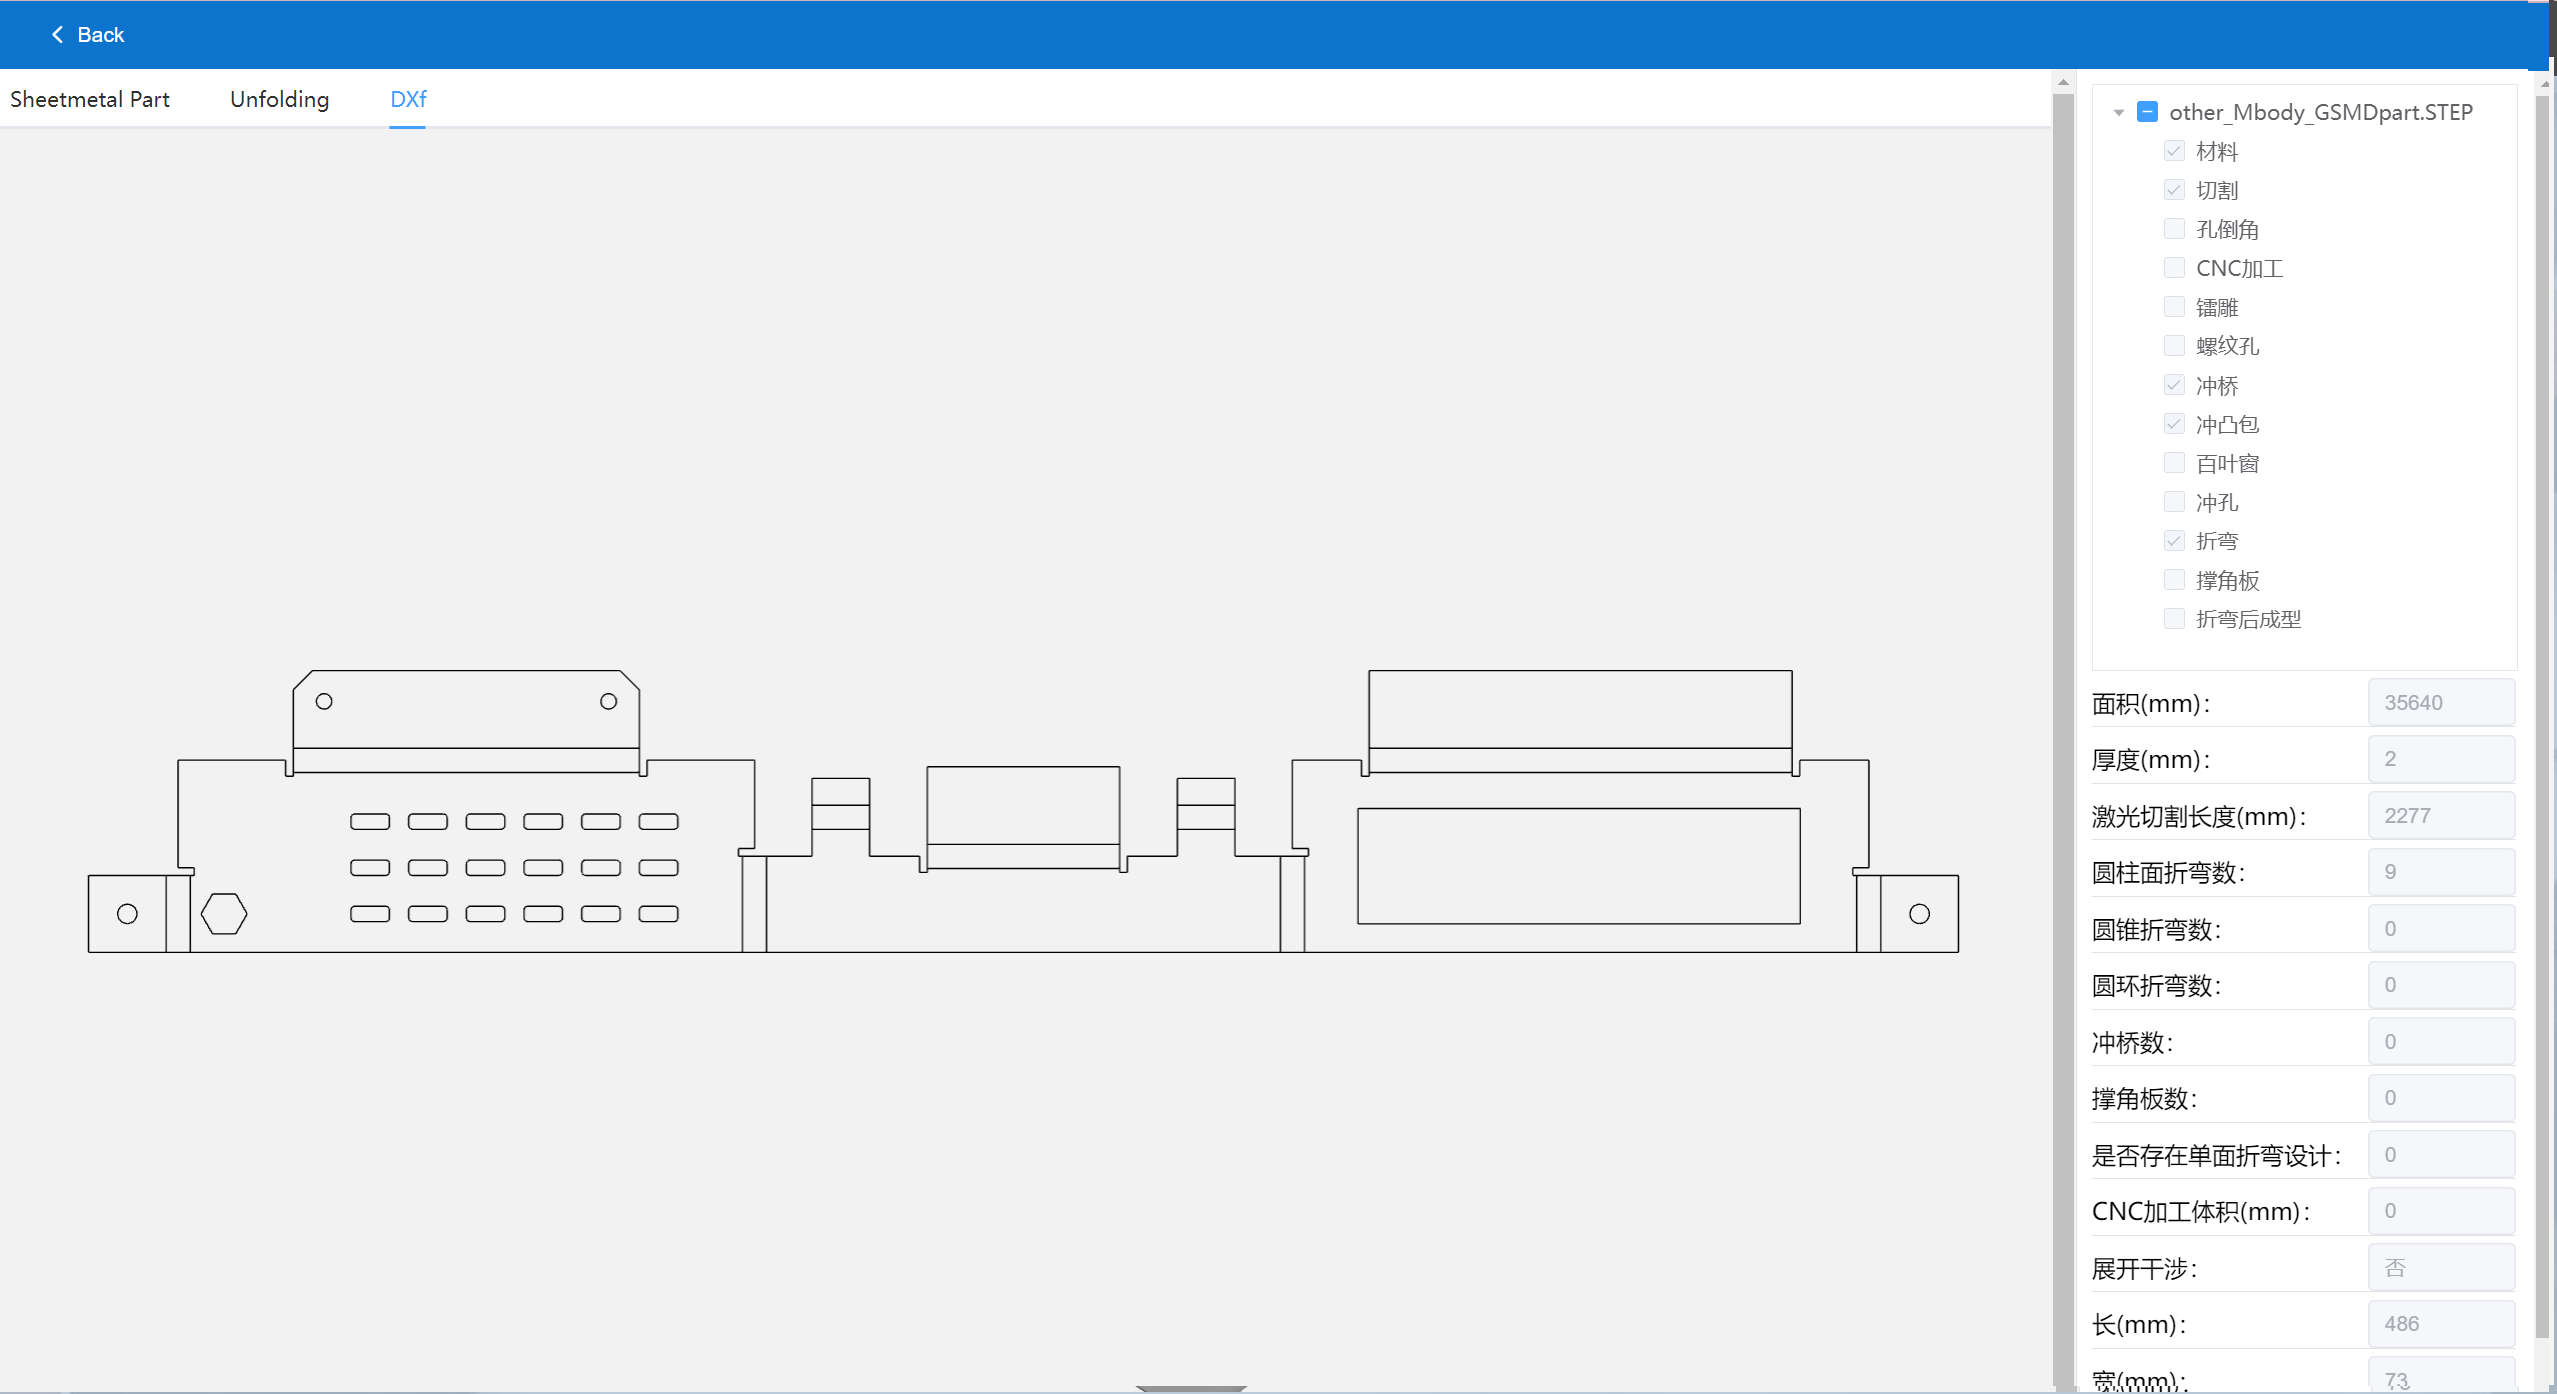 Back
Sheetmetal Part
Unfolding
DXf
other_Mbody_GSMDpart.STEP
材料
切割
孔倒角
CNC加工
镭雕
螺纹孔
冲桥
冲凸包
百叶窗
冲孔
折弯
撑角板
折弯后成型
面积(mm)： 35640
厚度(mm)： 2
激光切割长度(mm)： 2277
圆柱面折弯数： 9
圆锥折弯数： 0
圆环折弯数： 0
冲桥数： 0
撑角板数： 0
是否存在单面折弯设计： 0
CNC加工体积(mm)： 0
展开干涉： 否
长(mm)： 486
宽(mm)： 73